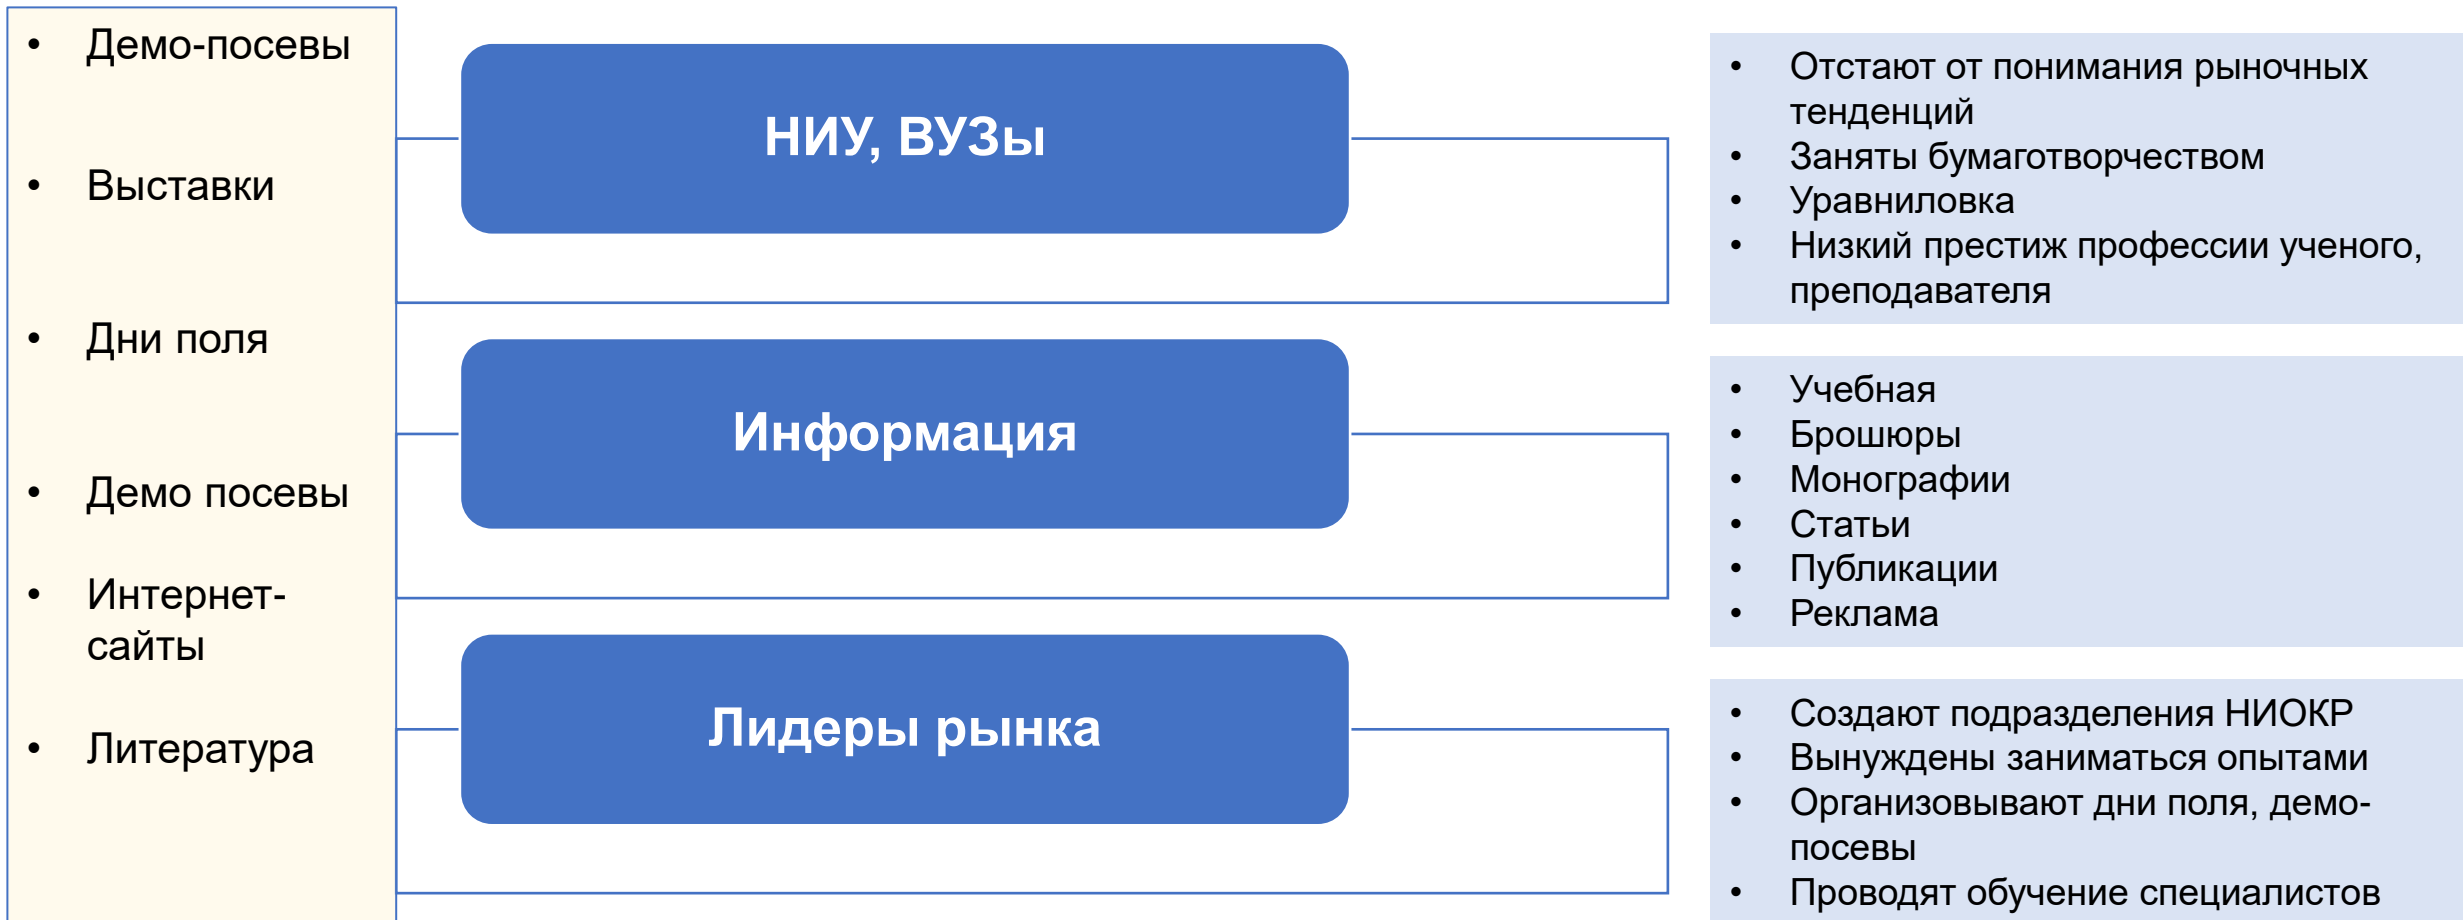 • Демо-посевы
• Выставки
• Дни поля
• Демо посевы
• Интернет-
сайты
• Литература
НИУ, ВУЗы
• Отстают от понимания рыночных
тенденций
• Заняты бумаготворчеством
• Уравниловка
• Низкий престиж профессии ученого,
преподавателя
Информация
• Учебная
• Брошюры
• Монографии
• Статьи
• Публикации
• Реклама
Лидеры рынка
• Создают подразделения НИОКР
• Вынуждены заниматься опытами
• Организовывают дни поля, демо-
посевы
• Проводят обучение специалистов